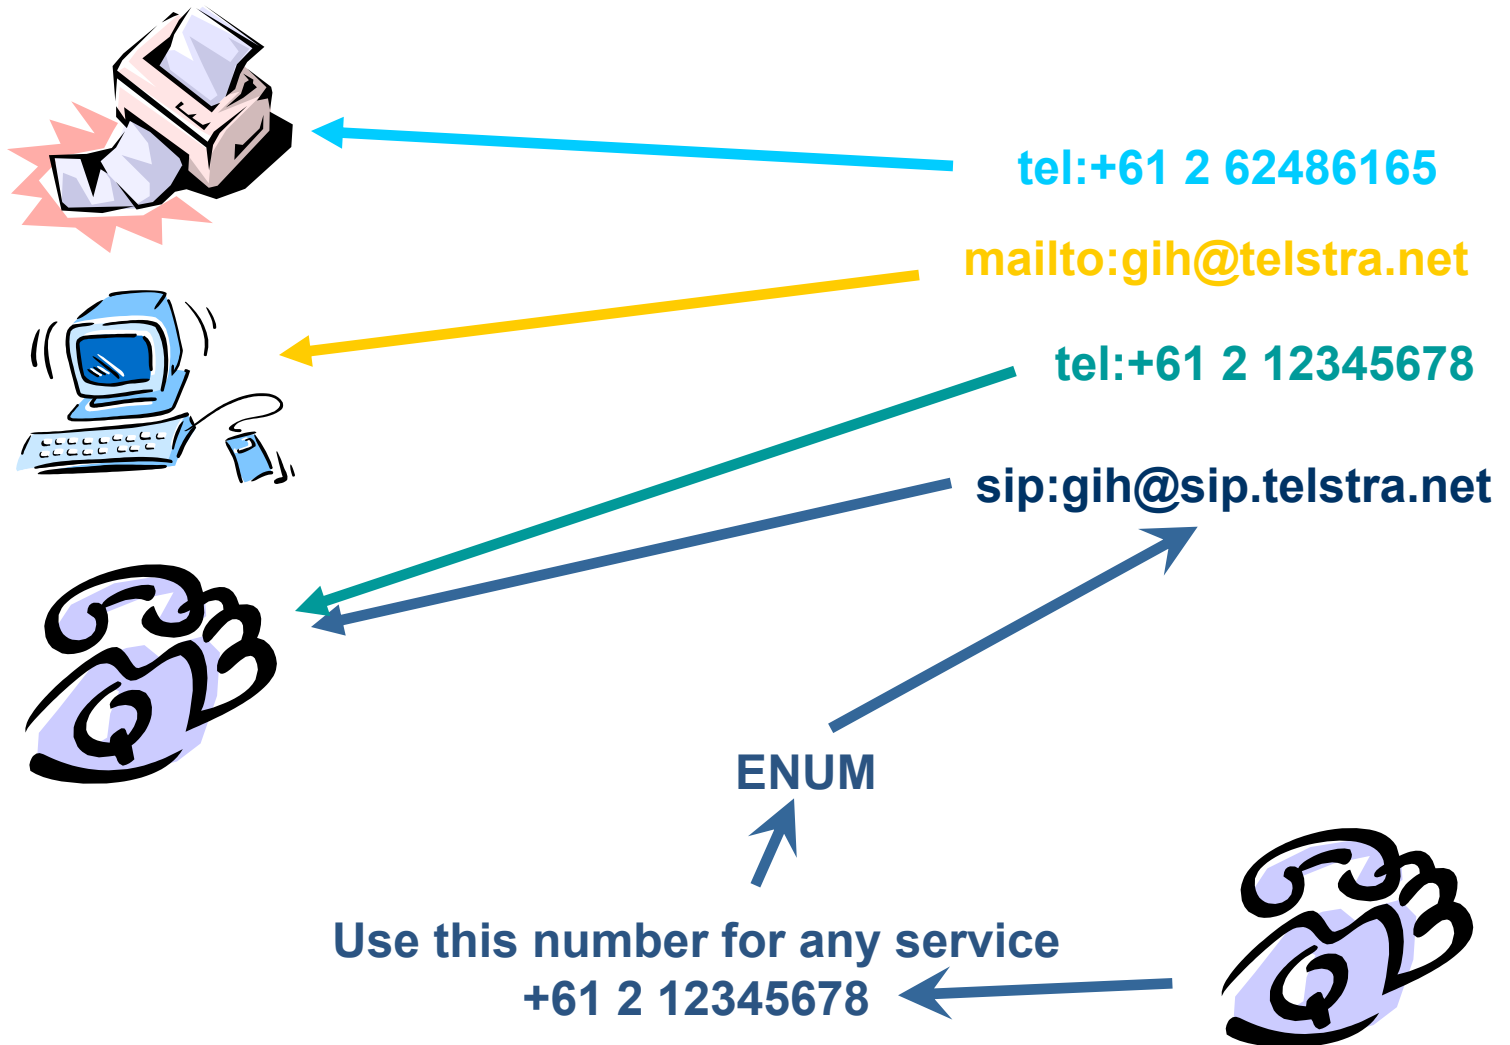 tel:+61 2 62486165
mailto:gih@telstra.net
tel:+61 2 12345678
sip:gih@sip.telstra.net
ENUM
Use this number for any service
+61 2 12345678